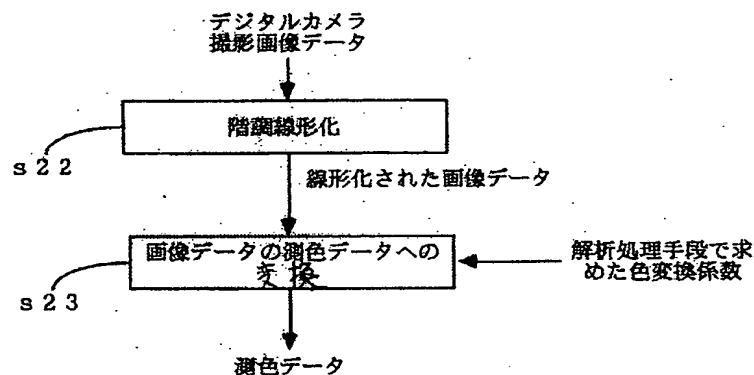 デジタルカメラ
撮影画像データ
階調線形化
s22
線形化された画像データ
画像データの測色データへの
変換
解析処理手段で求
めた色変換係数
s23
測色データ